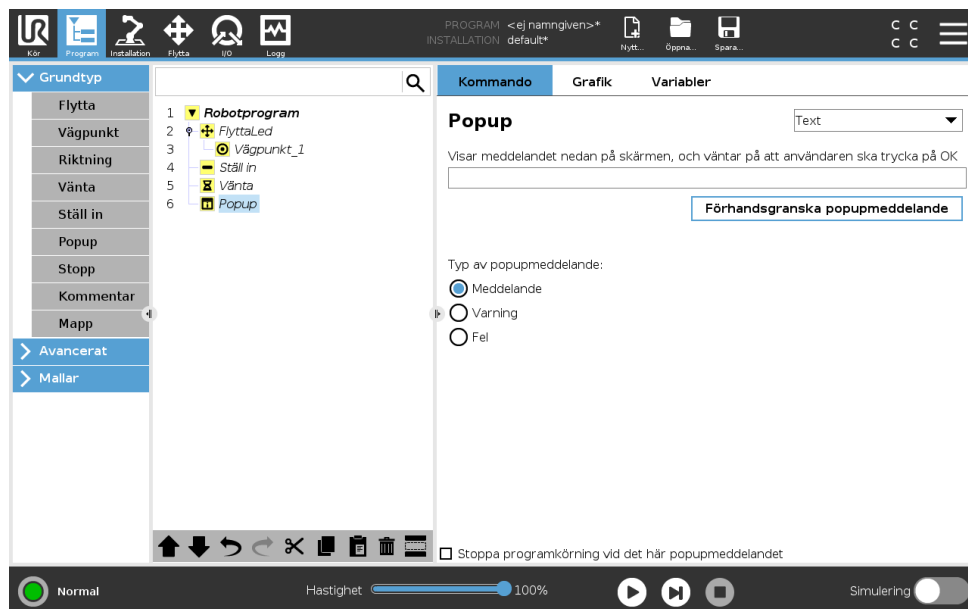 UR
PROGRAM <ej namngiven>*
INSTALLATION default*
C C
C C
Kör
Program
Installation
Flytta
I/O
Logg
Nytt...
Öppna...
Spara...
Grundtyp
Flytta
Vägpunkt
Riktning
Vänta
Ställ in
Popup
Stopp
Kommentar
Mapp
Avancerat
Mallar
1 Robotprogram
2 FlyttaLed
3 Vägpunkt_1
4 Ställ in
5 Vänta
6 Popup
Kommando Grafik Variabler
Popup
Text
Visar meddelandet nedan på skärmen, och väntar på att användaren ska trycka på OK
Förhandsgranska popupmeddelande
Typ av popupmeddelande:
Meddelande
Varning
Fel
Stoppa programkörning vid det här popupmeddelandet
Normal
Hastighet
100%
Simulering